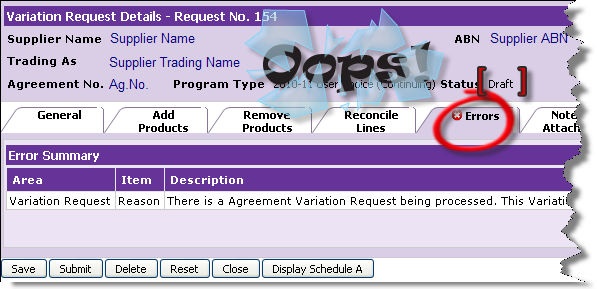 Variation Request Details - Request No. 154
Supplier Name Supplier Name ABN Supplier ABN
Trading As Supplier Trading Name
Oops!
Agreement No. Ag.No. Program Type 2010-11 User Choice (Continuing) Status [ Draft ]
General Add Products Remove Products Reconcile Lines Errors Note Attach
Error Summary
Area Item Description
Variation Request Reason There is a Agreement Variation Request being processed. This Variati
Save Submit Delete Reset Close Display Schedule A